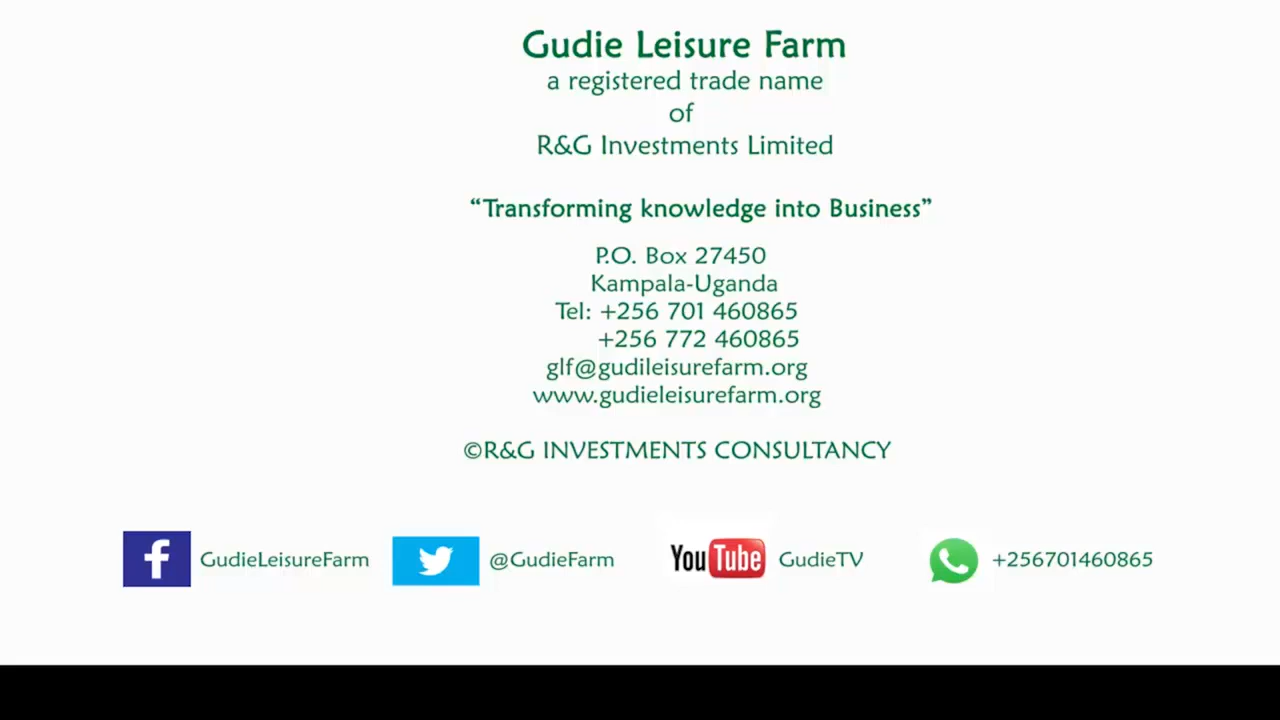 Gudie Leisure Farm
a registered trade name
of
R&G Investments Limited
“Transforming knowledge into Business”
P.O. Box 27450
Kampala-Uganda
Tel: +256 701 460865
+256 772 460865
glf@gudileisurefarm.org
www.gudieleisurefarm.org
©R&G INVESTMENTS CONSULTANCY
f GudieLeisureFarm @GudieFarm YouTube GudieTV +256701460865